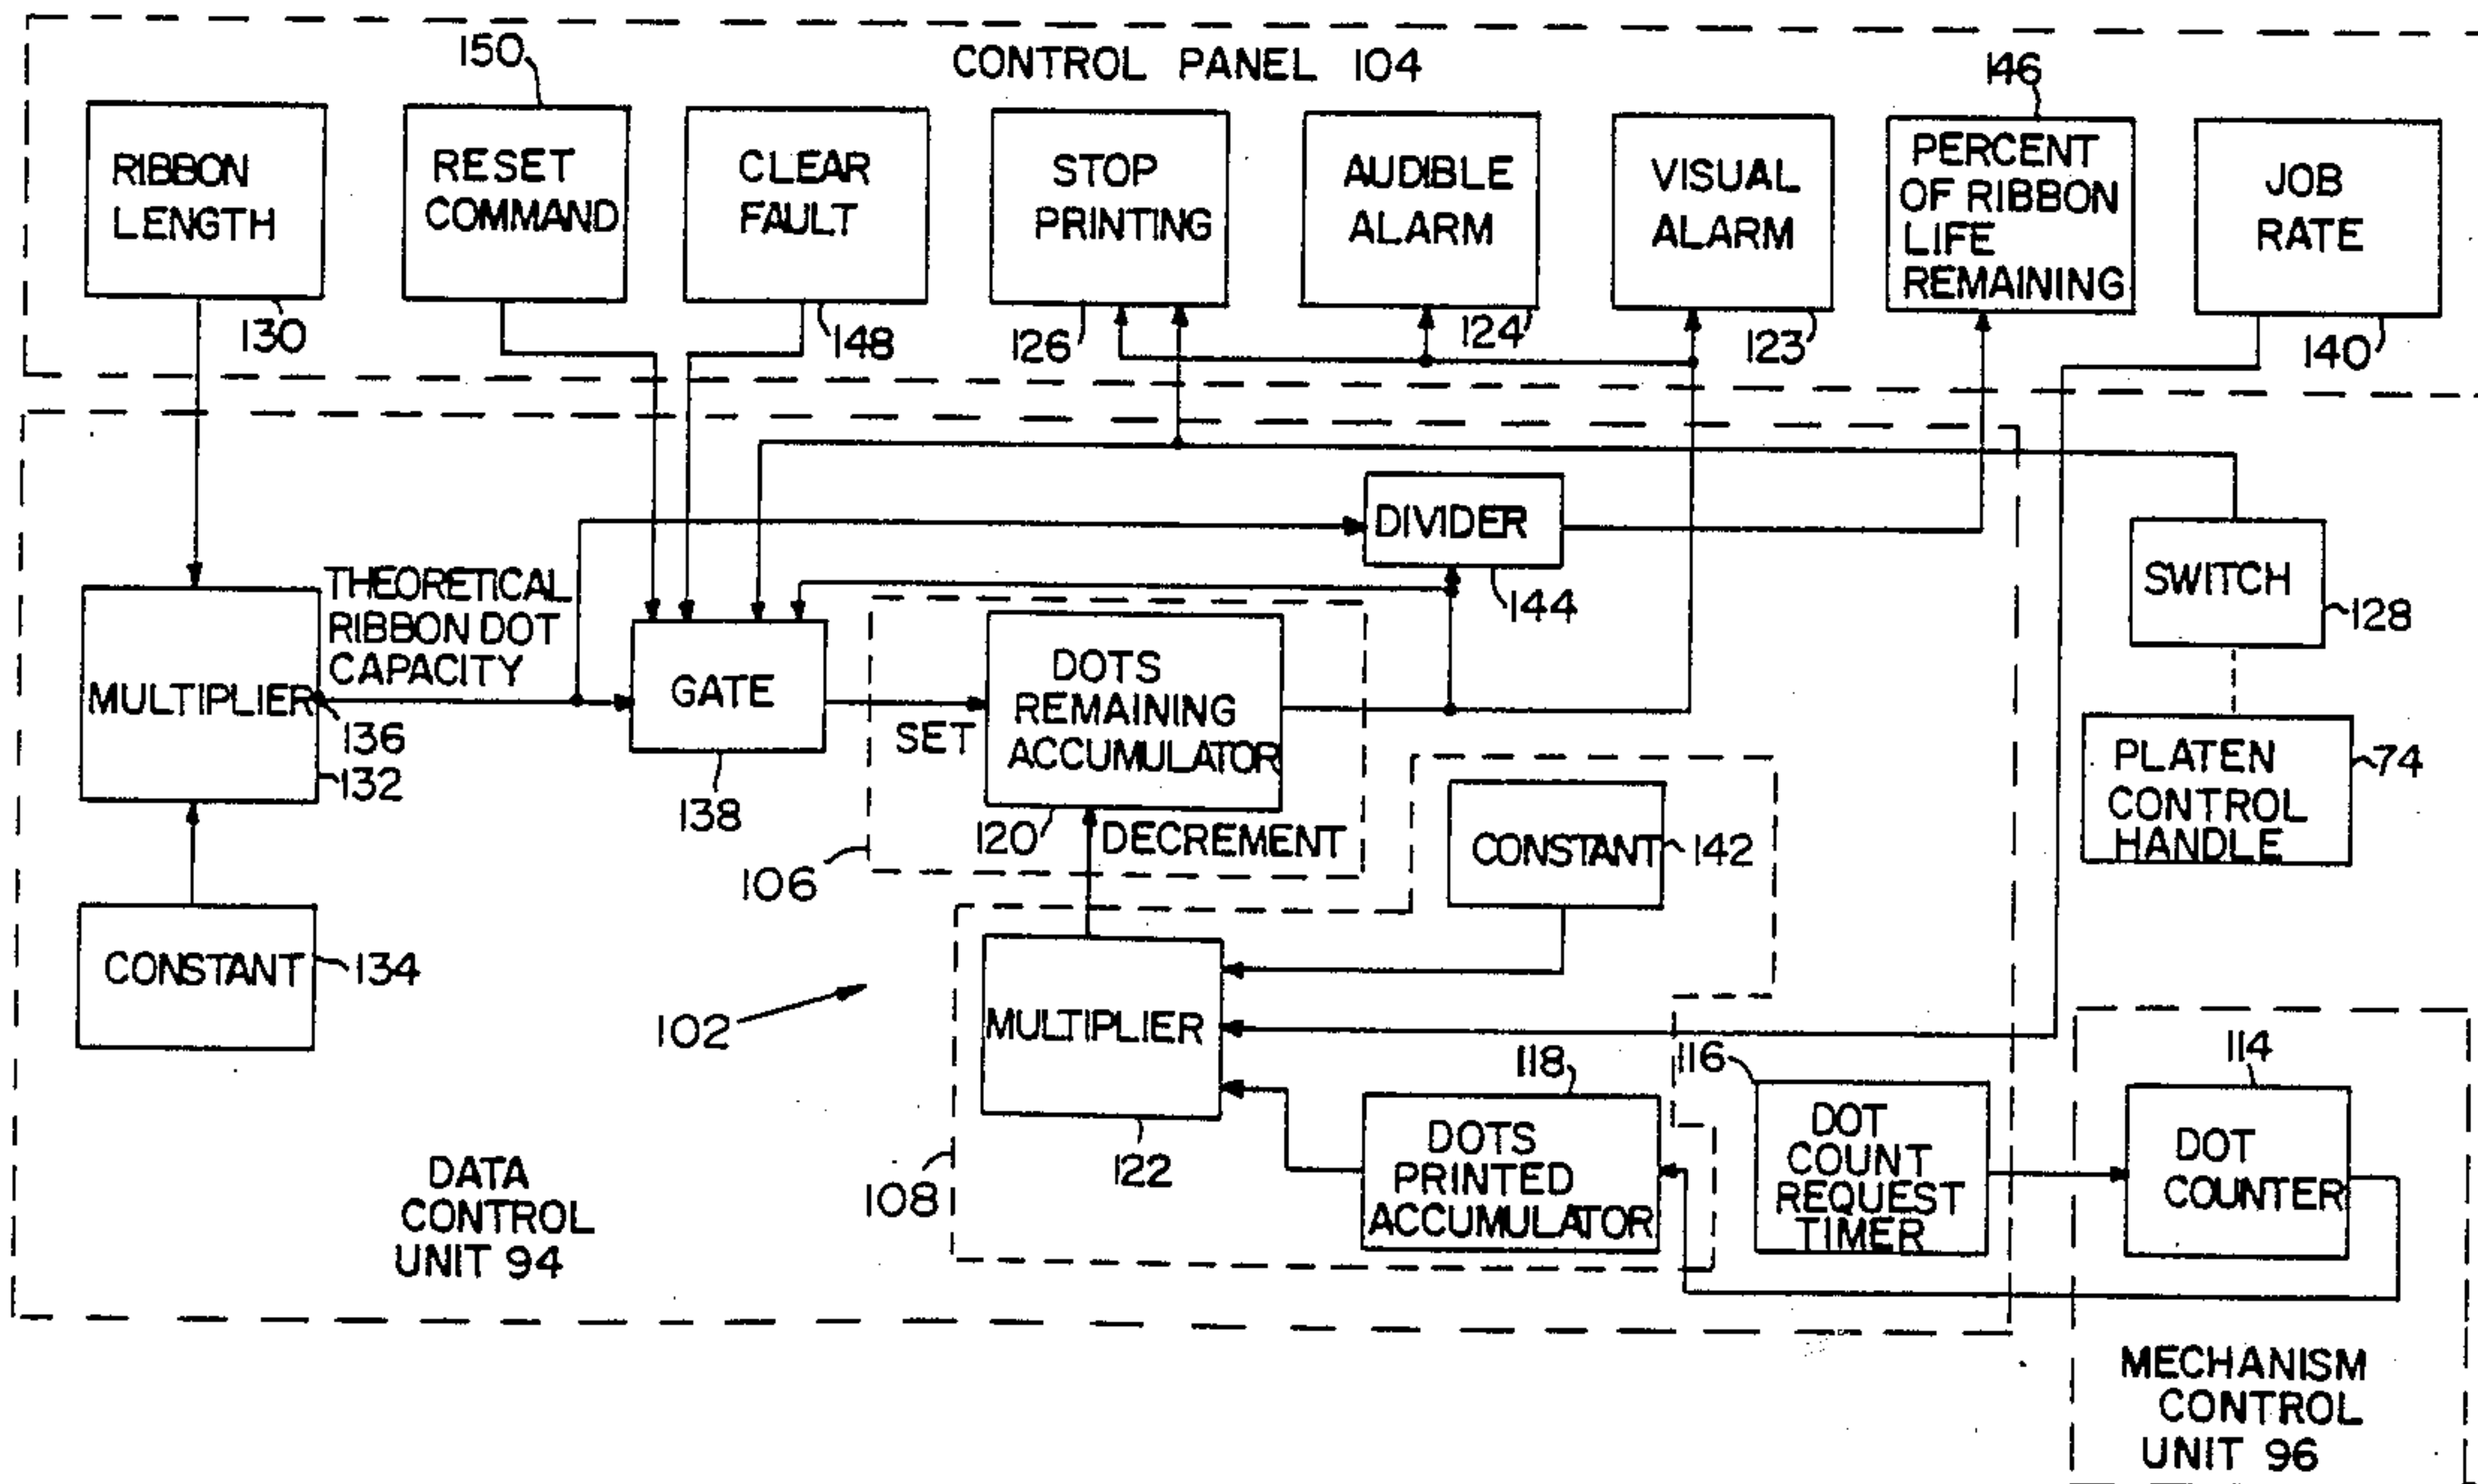 CONTROL PANEL 104
150
146
RIBBON
LENGTH
130
RESET
COMMAND
CLEAR
FAULT
148
STOP
PRINTING
126
AUDIBLE
ALARM
124
VISUAL
ALARM
123
PERCENT
OF RIBBON
LIFE
REMAINING
JOB
RATE
140
DIVIDER
144
SWITCH
128
THEORETICAL
RIBBON DOT
CAPACITY
MULTIPLIER
136
132
GATE
138
SET
DOTS
REMAINING
ACCUMULATOR
120
DECREMENT
106
PLATEN
CONTROL
HANDLE
74
CONSTANT
142
CONSTANT
134
102
MULTIPLIER
122
108
118
DOTS
PRINTED
ACCUMULATOR
116
DOT
COUNT
REQUEST
TIMER
114
DOT
COUNTER
DATA
CONTROL
UNIT 94
MECHANISM
CONTROL
UNIT 96